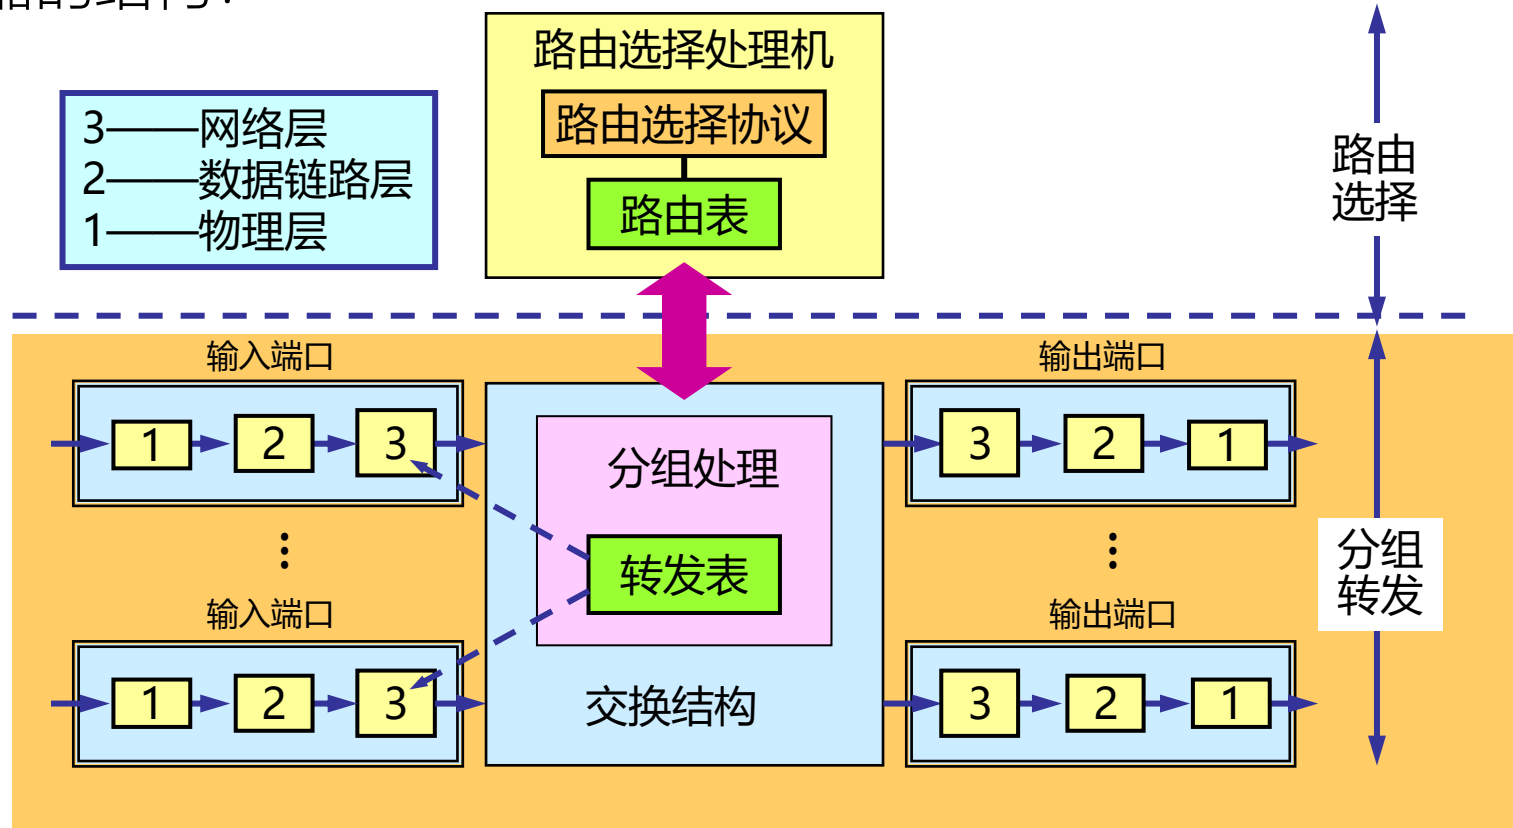 路由选择处理机
路由选择协议
路由表
3——网络层
2——数据链路层
1——物理层
路由
选择
输入端口
输出端口
1
2
3
分组处理
3
2
1
转发表
分组
转发
输入端口
输出端口
1
2
3
交换结构
3
2
1